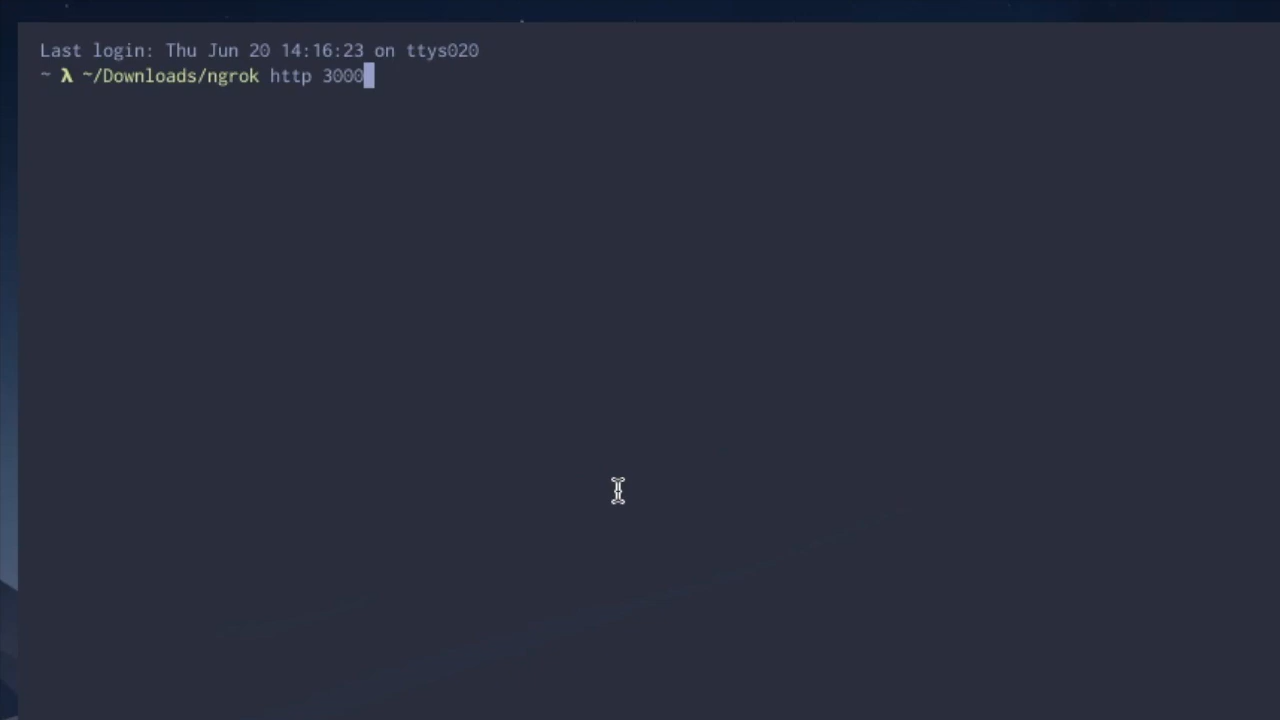 Last login: Thu Jun 20 14:16:23 on ttys020
~ λ ~/Downloads/ngrok http 3000